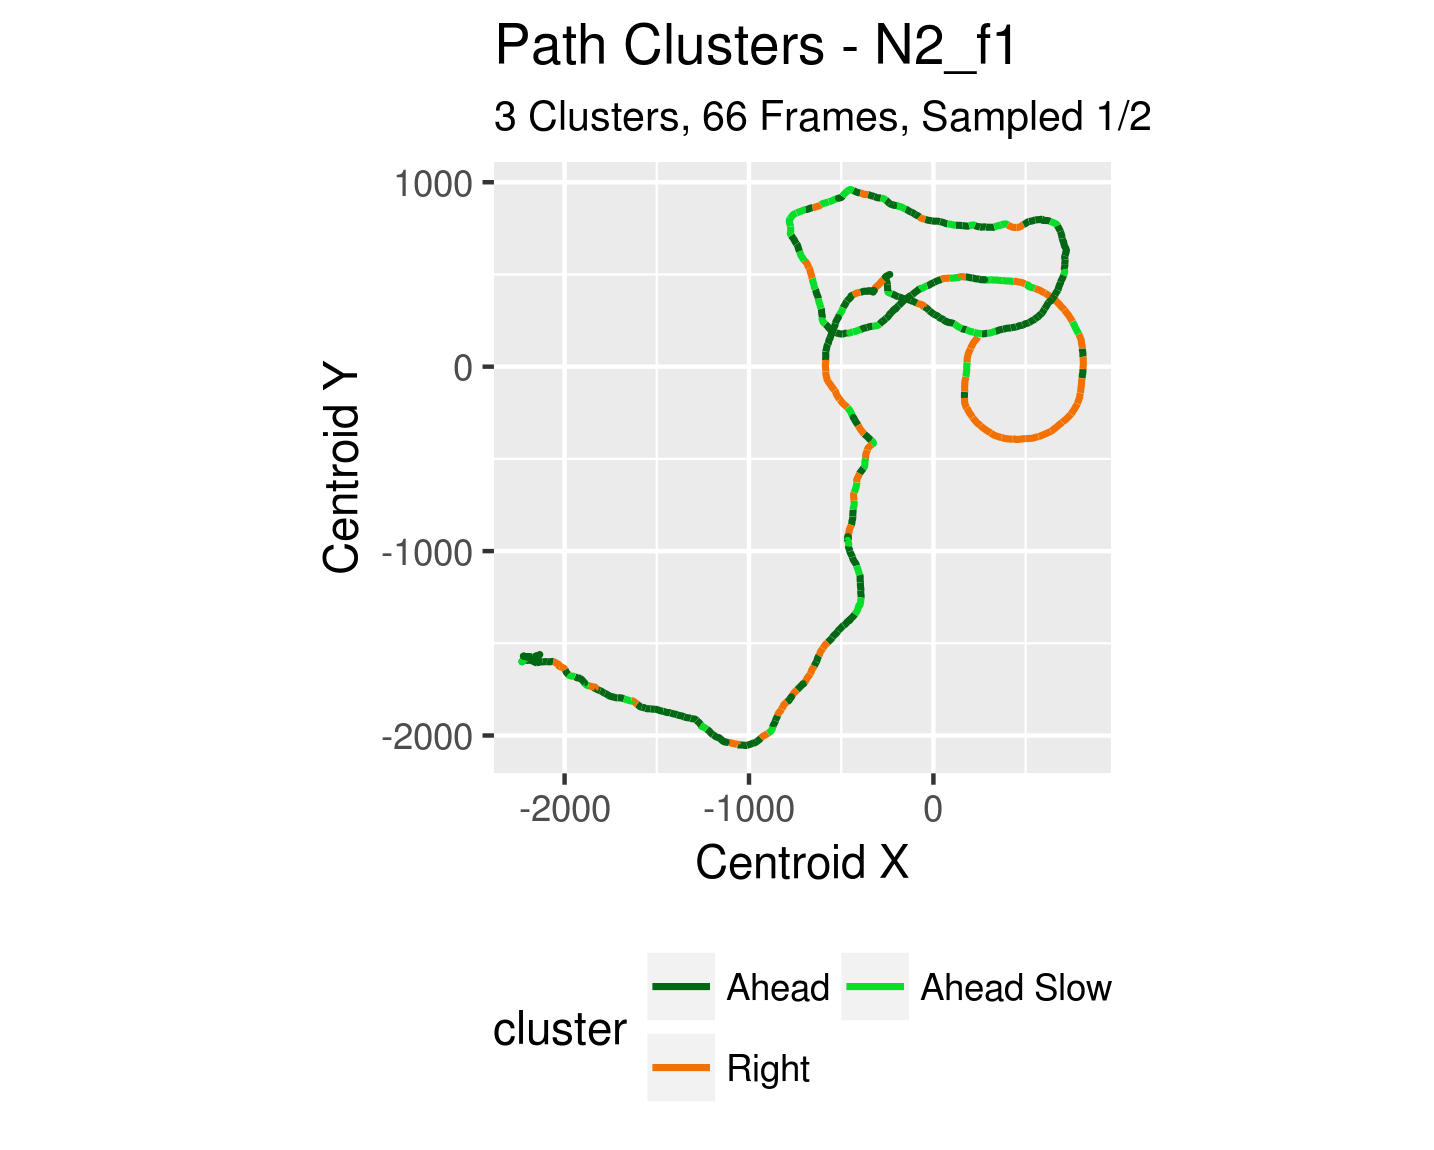 Path Clusters - N2_f1
3 Clusters, 66 Frames, Sampled 1/2
1000
0
-1000
-2000
Centroid Y
-2000 -1000 0
Centroid X
cluster
Ahead Ahead Slow
Right